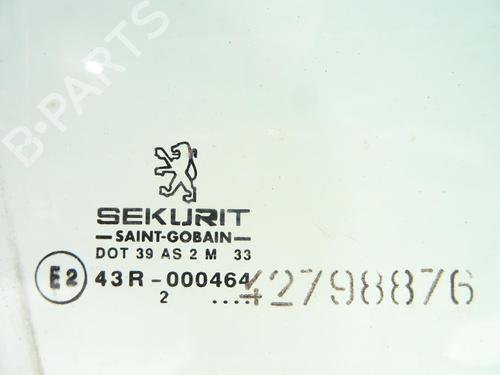 B-PARTS
SEKURIT
SAINT-GOBAIN
DOT 39 AS 2 M 33
E2 43R-000464
2 ....
42798876